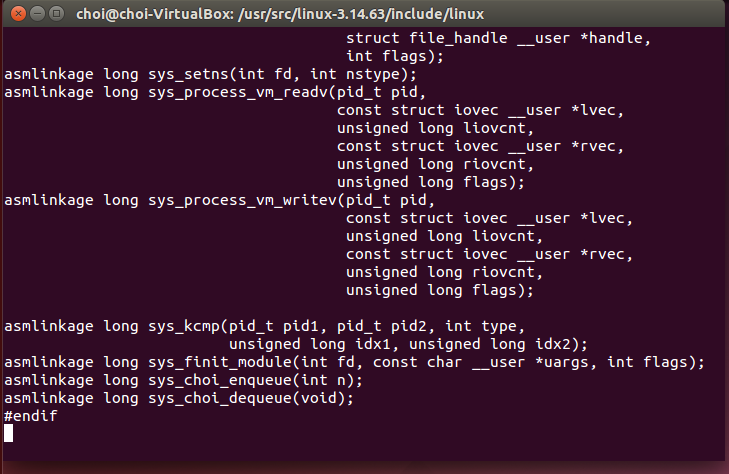 choi@choi-VirtualBox: /usr/src/linux-3.14.63/include/linux
struct file_handle __user *handle,
int flags);
asmlinkage long sys_setns(int fd, int nstype);
asmlinkage long sys_process_vm_readv(pid_t pid,
const struct iovec __user *lvec,
unsigned long liovcnt,
const struct iovec __user *rvec,
unsigned long riovcnt,
unsigned long flags);
asmlinkage long sys_process_vm_writev(pid_t pid,
const struct iovec __user *lvec,
unsigned long liovcnt,
const struct iovec __user *rvec,
unsigned long riovcnt,
unsigned long flags);
asmlinkage long sys_kcmp(pid_t pid1, pid_t pid2, int type,
unsigned long idx1, unsigned long idx2);
asmlinkage long sys_finit_module(int fd, const char __user *uargs, int flags);
asmlinkage long sys_choi_enqueue(int n);
asmlinkage long sys_choi_dequeue(void);
#endif